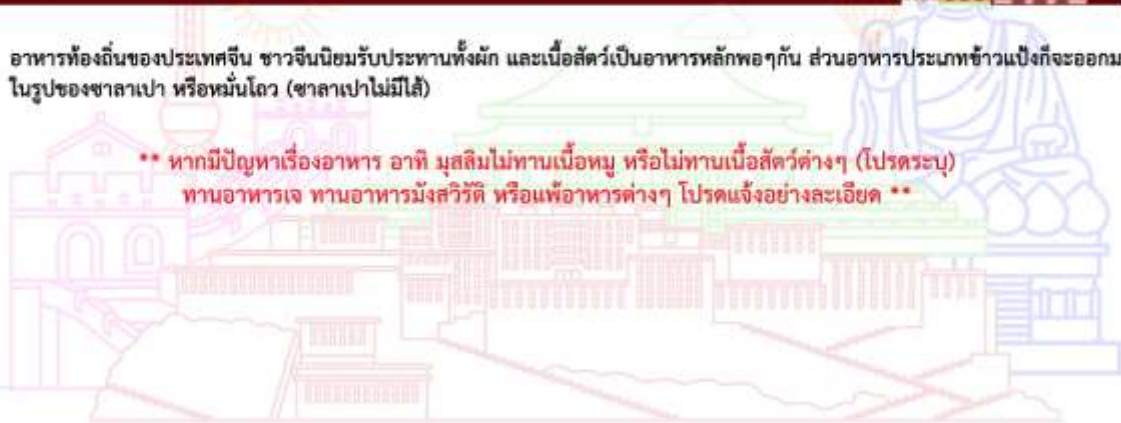 อาหารท้องถิ่นของประเทศจีน ชาวจีนนิยมรับประทานทั้งผัก และเนื้อสัตว์เป็นอาหารหลักพอๆกัน ส่วนอาหารประเภทข้าวแป้งก็จะออกม
ในรูปของซาลาเปา หรือหมั่นโถว (ซาลาเปาไม่มีไส้)
** หากมีปัญหาเรื่องอาหาร อาทิ มุสลิมไม่ทานเนื้อหมู หรือไม่ทานเนื้อสัตว์ต่างๆ (โปรดระบุ)
ทานอาหารเจ ทานอาหารมังสวิรัติ หรือแพ้อาหารต่างๆ โปรดแจ้งอย่างละเอียด **